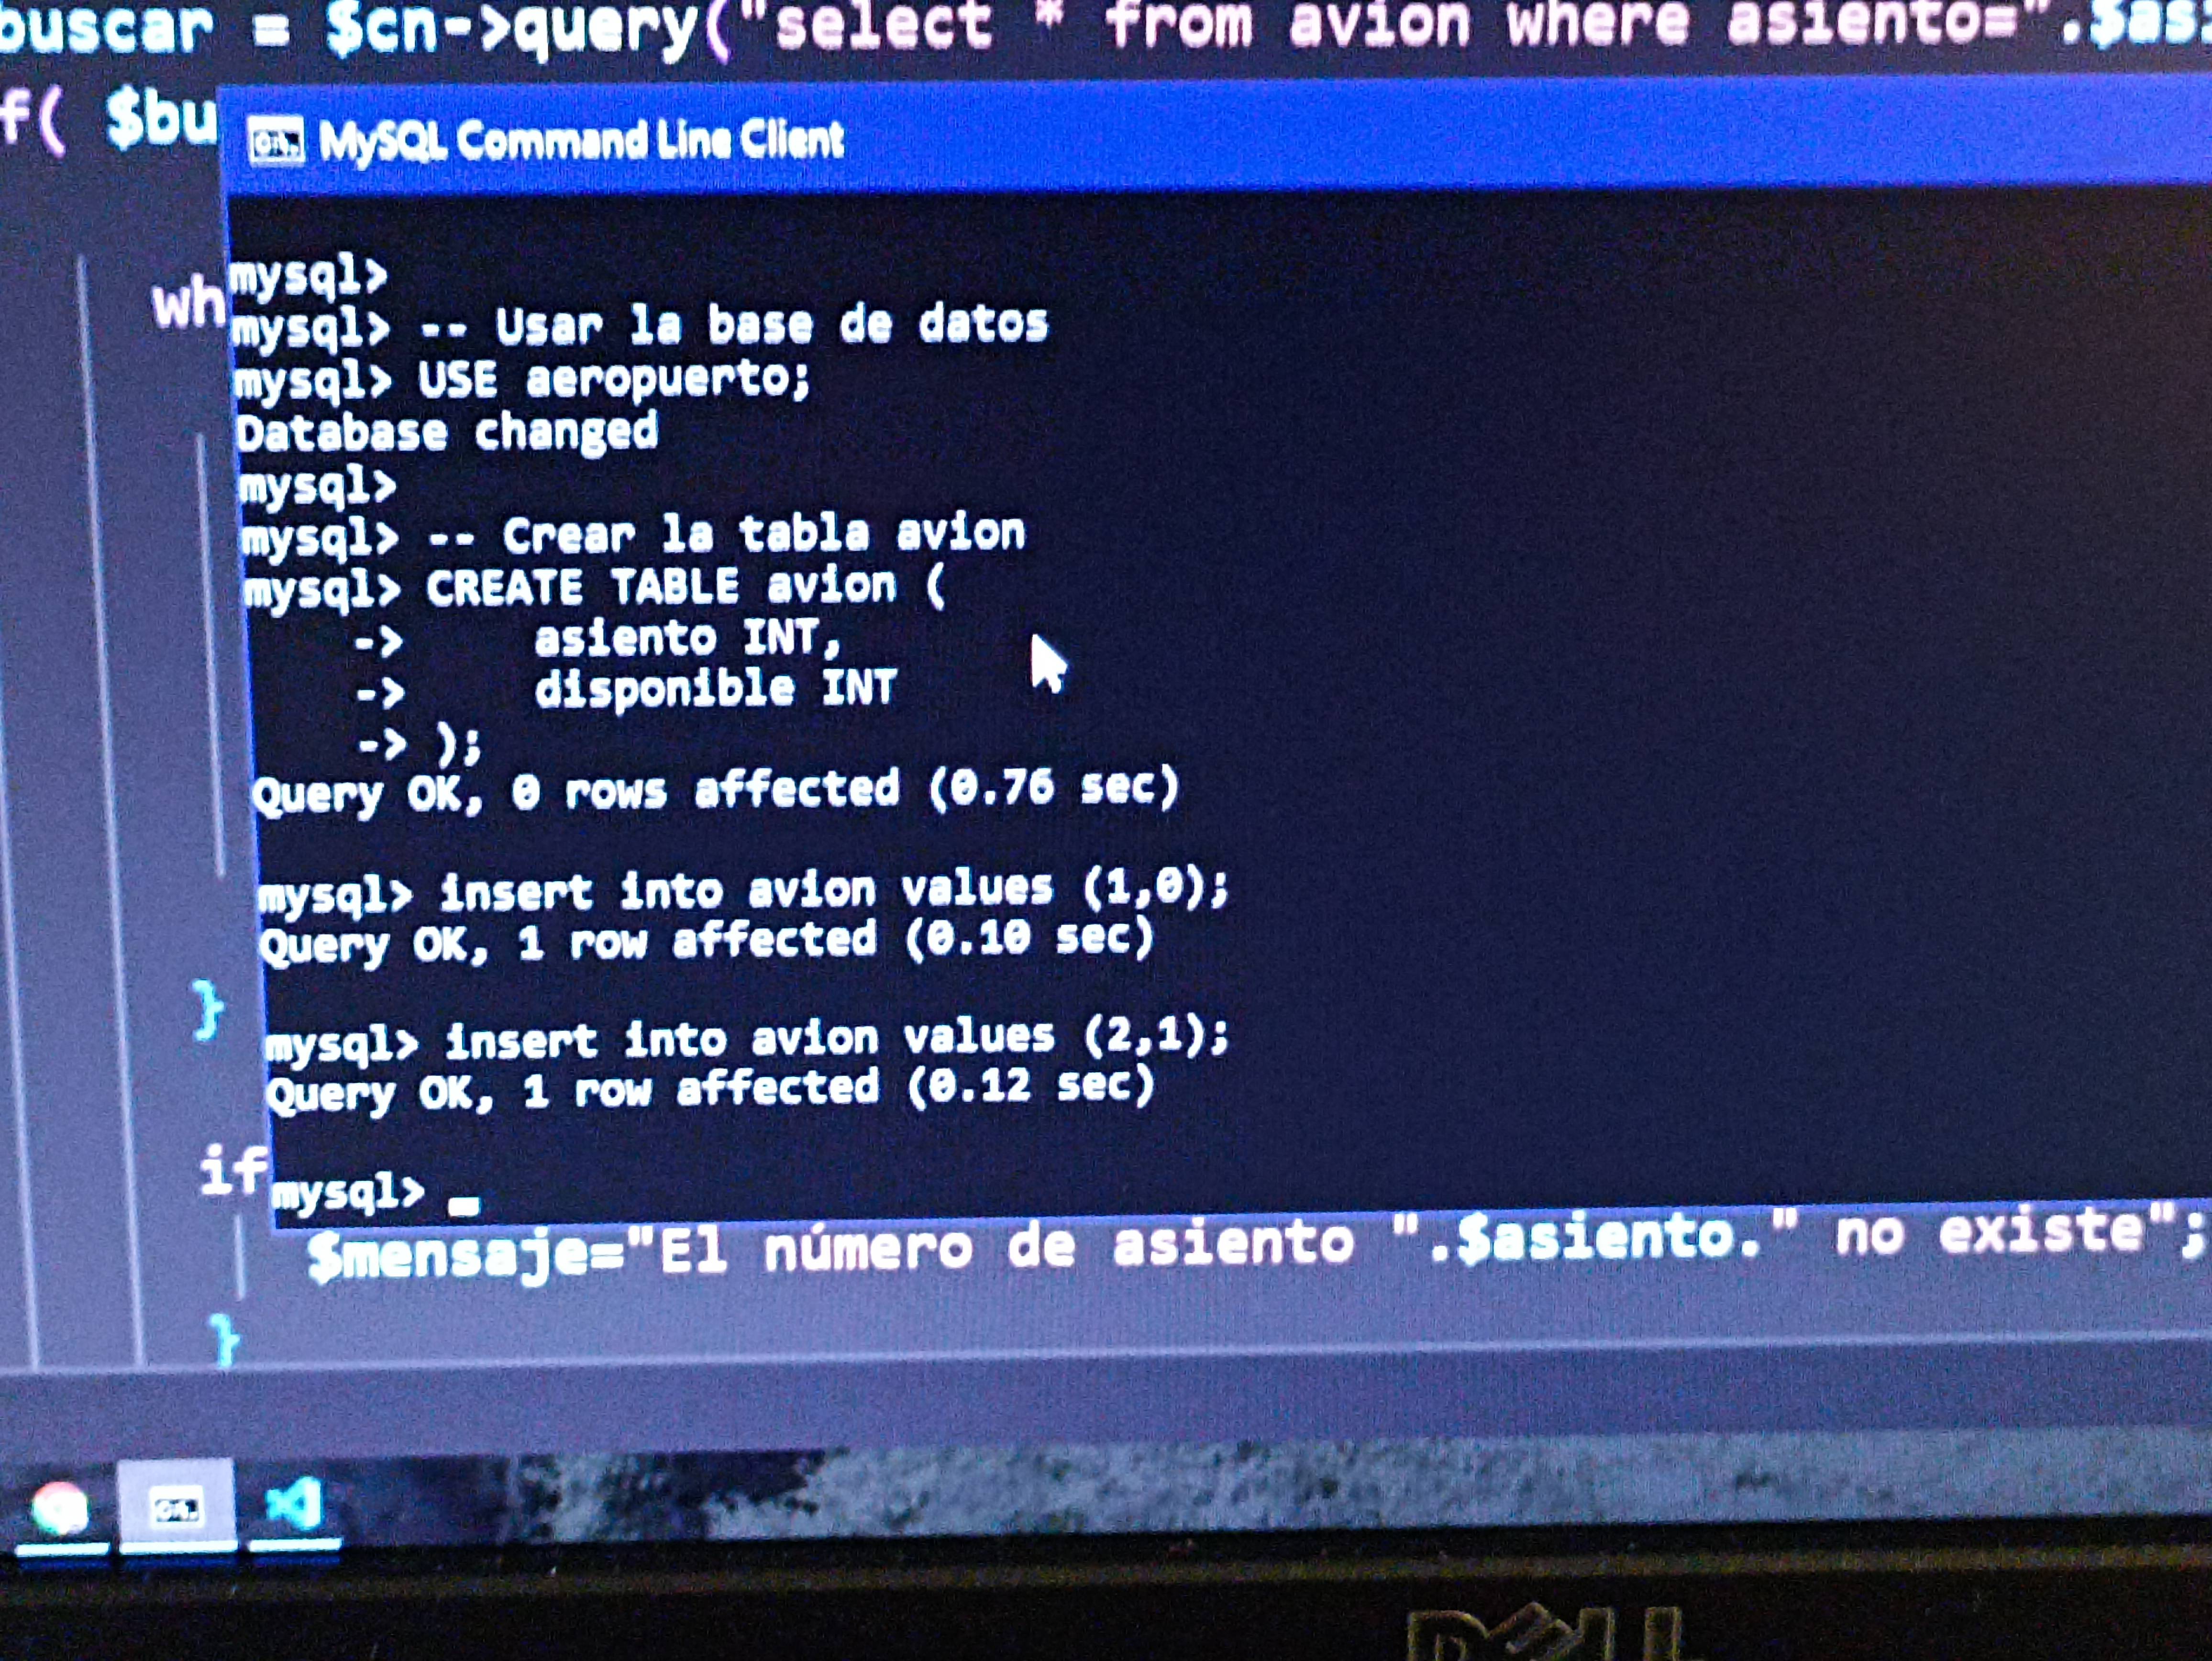 buscar = $cn->query("select * from avion where asiento=".$asi
f( $bu
MySQL Command Line Client
wh
mysql>
mysql> -- Usar la base de datos
mysql> USE aeropuerto;
Database changed
mysql>
mysql> -- Crear la tabla avion
mysql> CREATE TABLE avion (
->     asiento INT,
->     disponible INT
-> );
Query OK, 0 rows affected (0.76 sec)
mysql> insert into avion values (1,0);
Query OK, 1 row affected (0.10 sec)
}
mysql> insert into avion values (2,1);
Query OK, 1 row affected (0.12 sec)
if
mysql> _
$mensaje="El número de asiento ".$asiento." no existe";
}
DELL